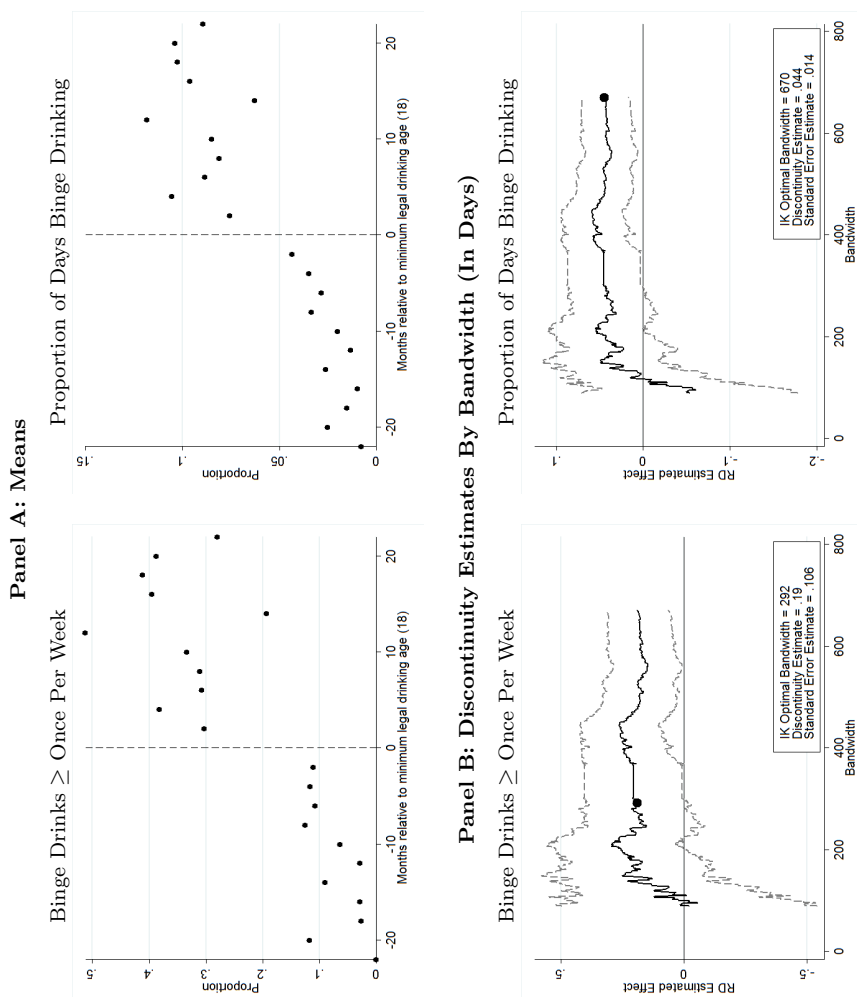 Panel A: Means
Binge Drinks ≥ Once Per Week
Proportion
.5
.4
.3
.2
.1
0
-20
-10
0
10
20
Months relative to minimum legal drinking age (18)
Proportion of Days Binge Drinking
Proportion
.15
.1
.05
0
-20
-10
0
10
20
Months relative to minimum legal drinking age (18)
Panel B: Discontinuity Estimates By Bandwidth (In Days)
Binge Drinks ≥ Once Per Week
RD Estimated Effect
.5
0
-.5
0
200
400
600
800
Bandwidth
IK Optimal Bandwidth = 292
Discontinuity Estimate = .19
Standard Error Estimate = .106
Proportion of Days Binge Drinking
RD Estimated Effect
.1
0
-.1
-.2
0
200
400
600
800
Bandwidth
IK Optimal Bandwidth = 670
Discontinuity Estimate = .044
Standard Error Estimate = .014